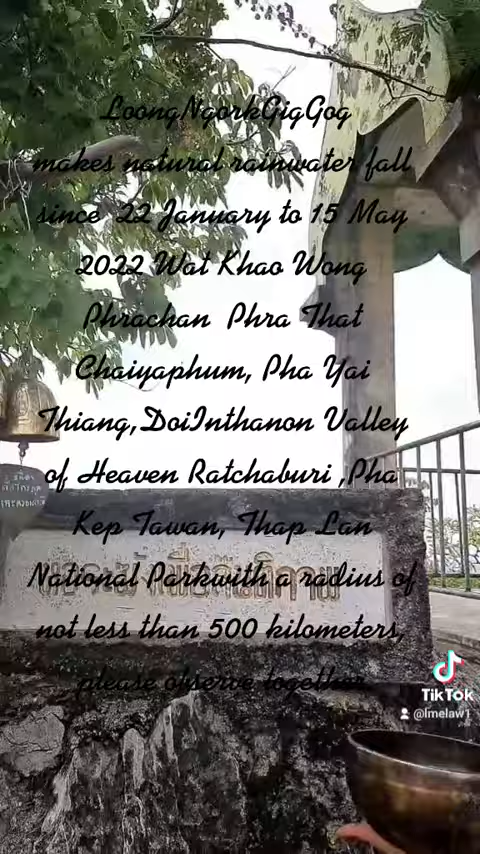 LoongNgorkGigGog
makes natural rainwater fall
since 22 January to 15 May
2022 Wat Khao Wong
Phrachan Phra That
Chaiyaphum, Pha Yai
Thiang,DoiInthanon Valley
of Heaven Ratchaburi ,Pha
Kep Tawan, Thap Lan
National Parkwith a radius of
not less than 500 kilometers,
please observe together
TikTok
@lmelaw1